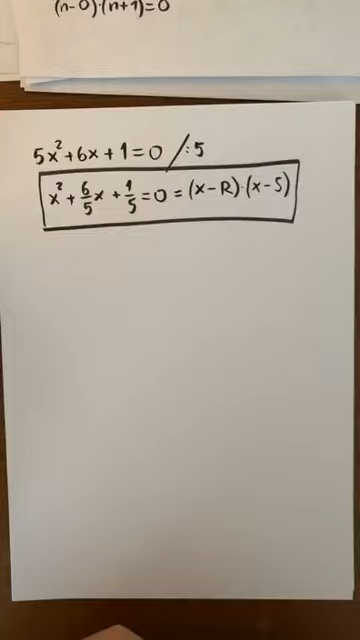 (n-0)·(n+1)=0
5x²+6x+1=0 /:5
x²+6/5x+1/5=0=(x-R)·(x-S)